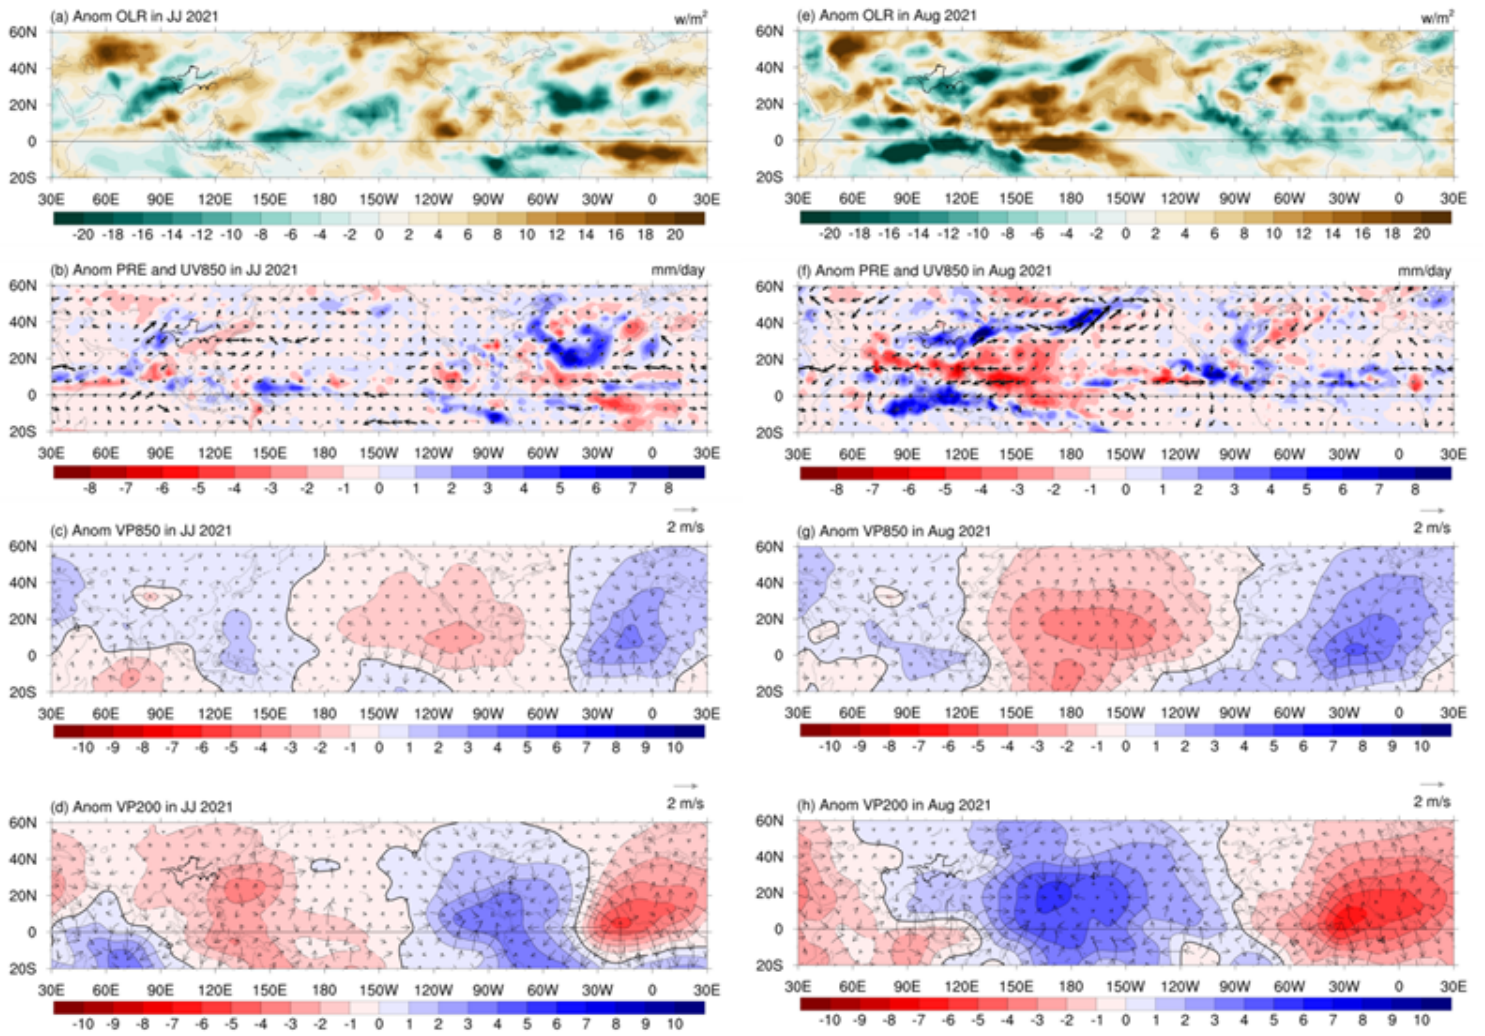 (a) Anom OLR in JJ 2021 w/m²
60N
40N
20N
0
20S
30E 60E 90E 120E 150E 180 150W 120W 90W 60W 30W 0 30E
-20 -18 -16 -14 -12 -10 -8 -6 -4 -2 0 2 4 6 8 10 12 14 16 18 20
(b) Anom PRE and UV850 in JJ 2021 mm/day
60N
40N
20N
0
20S
30E 60E 90E 120E 150E 180 150W 120W 90W 60W 30W 0 30E
-8 -7 -6 -5 -4 -3 -2 -1 0 1 2 3 4 5 6 7 8
(c) Anom VP850 in JJ 2021 2 m/s
60N
40N
20N
0
20S
30E 60E 90E 120E 150E 180 150W 120W 90W 60W 30W 0 30E
-10 -9 -8 -7 -6 -5 -4 -3 -2 -1 0 1 2 3 4 5 6 7 8 9 10
(d) Anom VP200 in JJ 2021 2 m/s
60N
40N
20N
0
20S
30E 60E 90E 120E 150E 180 150W 120W 90W 60W 30W 0 30E
-10 -9 -8 -7 -6 -5 -4 -3 -2 -1 0 1 2 3 4 5 6 7 8 9 10
(e) Anom OLR in Aug 2021 w/m²
60N
40N
20N
0
20S
30E 60E 90E 120E 150E 180 150W 120W 90W 60W 30W 0 30E
-20 -18 -16 -14 -12 -10 -8 -6 -4 -2 0 2 4 6 8 10 12 14 16 18 20
(f) Anom PRE and UV850 in Aug 2021 mm/day
60N
40N
20N
0
20S
30E 60E 90E 120E 150E 180 150W 120W 90W 60W 30W 0 30E
-8 -7 -6 -5 -4 -3 -2 -1 0 1 2 3 4 5 6 7 8
(g) Anom VP850 in Aug 2021 2 m/s
60N
40N
20N
0
20S
30E 60E 90E 120E 150E 180 150W 120W 90W 60W 30W 0 30E
-10 -9 -8 -7 -6 -5 -4 -3 -2 -1 0 1 2 3 4 5 6 7 8 9 10
(h) Anom VP200 in Aug 2021 2 m/s
60N
40N
20N
0
20S
30E 60E 90E 120E 150E 180 150W 120W 90W 60W 30W 0 30E
-10 -9 -8 -7 -6 -5 -4 -3 -2 -1 0 1 2 3 4 5 6 7 8 9 10